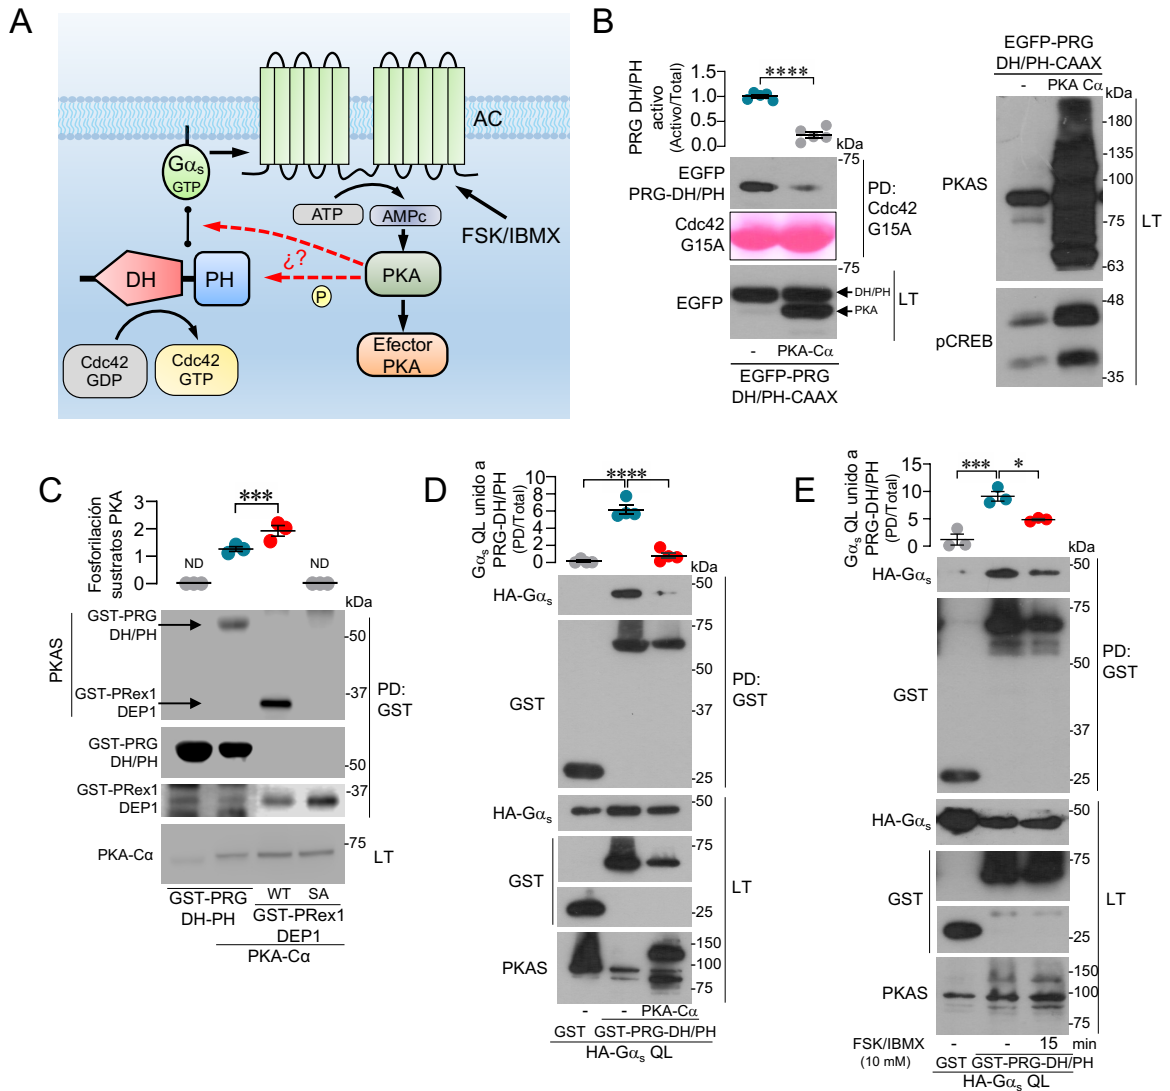 A
AC
Gαs
GTP
ATP
AMPc
FSK/IBMX
¿?
DH
PH
PKA
P
Efector
PKA
Cdc42
GDP
Cdc42
GTP
B
PRG DH/PH
activo
(Activo/Total)
1.5
1.0
0.5
0.0
****
kDa
-75
EGFP
PRG-DH/PH
Cdc42
G15A
PD:
Cdc42
G15A
-75
EGFP
DH/PH
PKA
LT
- PKA-Cα
EGFP-PRG
DH/PH-CAAX
EGFP-PRG
DH/PH-CAAX
- PKA Cα
kDa
-180
-135
-100
-75
-63
PKAS
LT
-48
pCREB
-35
C
Fosforilación
sustratos PKA
3
2
1
0
***
ND
ND
kDa
PKAS
GST-PRG
DH/PH
-50
GST-PRex1
DEP1
-37
PD:
GST
GST-PRG
DH/PH
-50
GST-PRex1
DEP1
-37
PKA-Cα
-75
LT
GST-PRG
DH-PH
WT SA
GST-PRex1
DEP1
PKA-Cα
D
Gαs QL unido a
PRG-DH/PH
(PD/Total)
10
8
6
4
2
0
****
kDa
HA-Gαs
-50
-75
-50
GST
-37
-25
PD:
GST
HA-Gαs
-50
-75
GST
-25
LT
PKAS
150
-100
-75
- - PKA-Cα
GST GST-PRG-DH/PH
HA-Gαs QL
E
Gαs QL unido a
PRG-DH/PH
(PD/Total)
15
10
5
0
*** *
kDa
HA-Gαs
-50
-75
-50
GST
-37
-25
PD:
GST
HA-Gαs
-50
-75
GST
-25
LT
PKAS
-150
-100
-75
FSK/IBMX - - 15 min
(10 mM)
GST GST-PRG-DH/PH
HA-Gαs QL